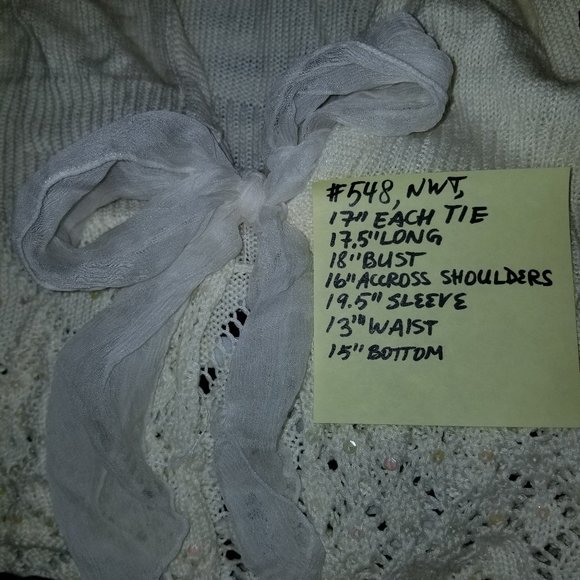 #548, NWT,
17" EACH TIE
17.5" LONG
18" BUST
16" ACCROSS SHOULDERS
19.5" SLEEVE
13" WAIST
15" BOTTOM